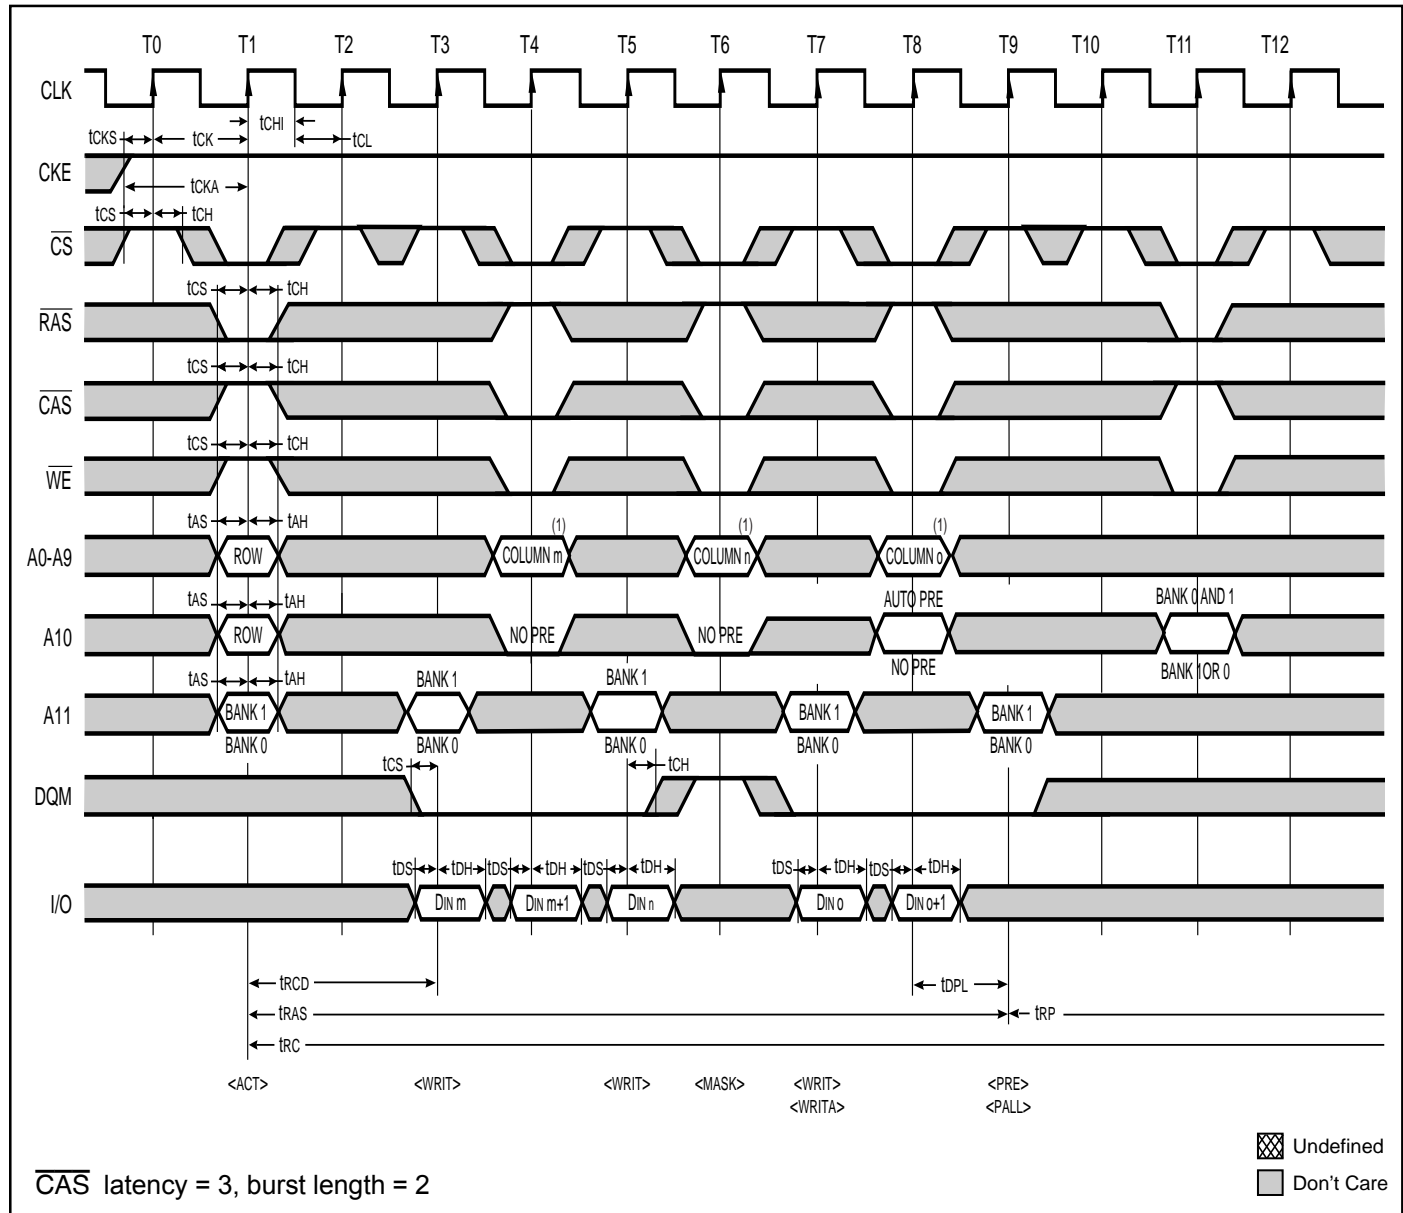 T0 T1 T2 T3 T4 T5 T6 T7 T8 T9 T10 T11 T12
CLK
tCHI
tCKS tCK tCL
CKE
tCKA
tCS tCH
CS
tCS tCH
RAS
tCS tCH
CAS
tCS tCH
WE
tAS tAH (1) (1) (1)
A0-A9 ROW COLUMN m COLUMN n COLUMN o
tAS tAH AUTO PRE BANK 0 AND 1
A10 ROW NO PRE NO PRE
NO PRE BANK 1 OR 0
tAS tAH BANK 1 BANK 1
A11 BANK 1 BANK 1 BANK 1
BANK 0 BANK 0 BANK 0 BANK 0 BANK 0
tCS tCH
DQM
tDS tDH tDS tDH tDS tDH tDS tDH tDS tDH
I/O DIN m DIN m+1 DIN n DIN o DIN o+1
tRCD tDPL
tRAS tRP
tRC
<ACT> <WRIT> <WRIT> <MASK> <WRIT> <PRE>
<WRITA> <PALL>
Undefined
CAS latency = 3, burst length = 2 Don't Care